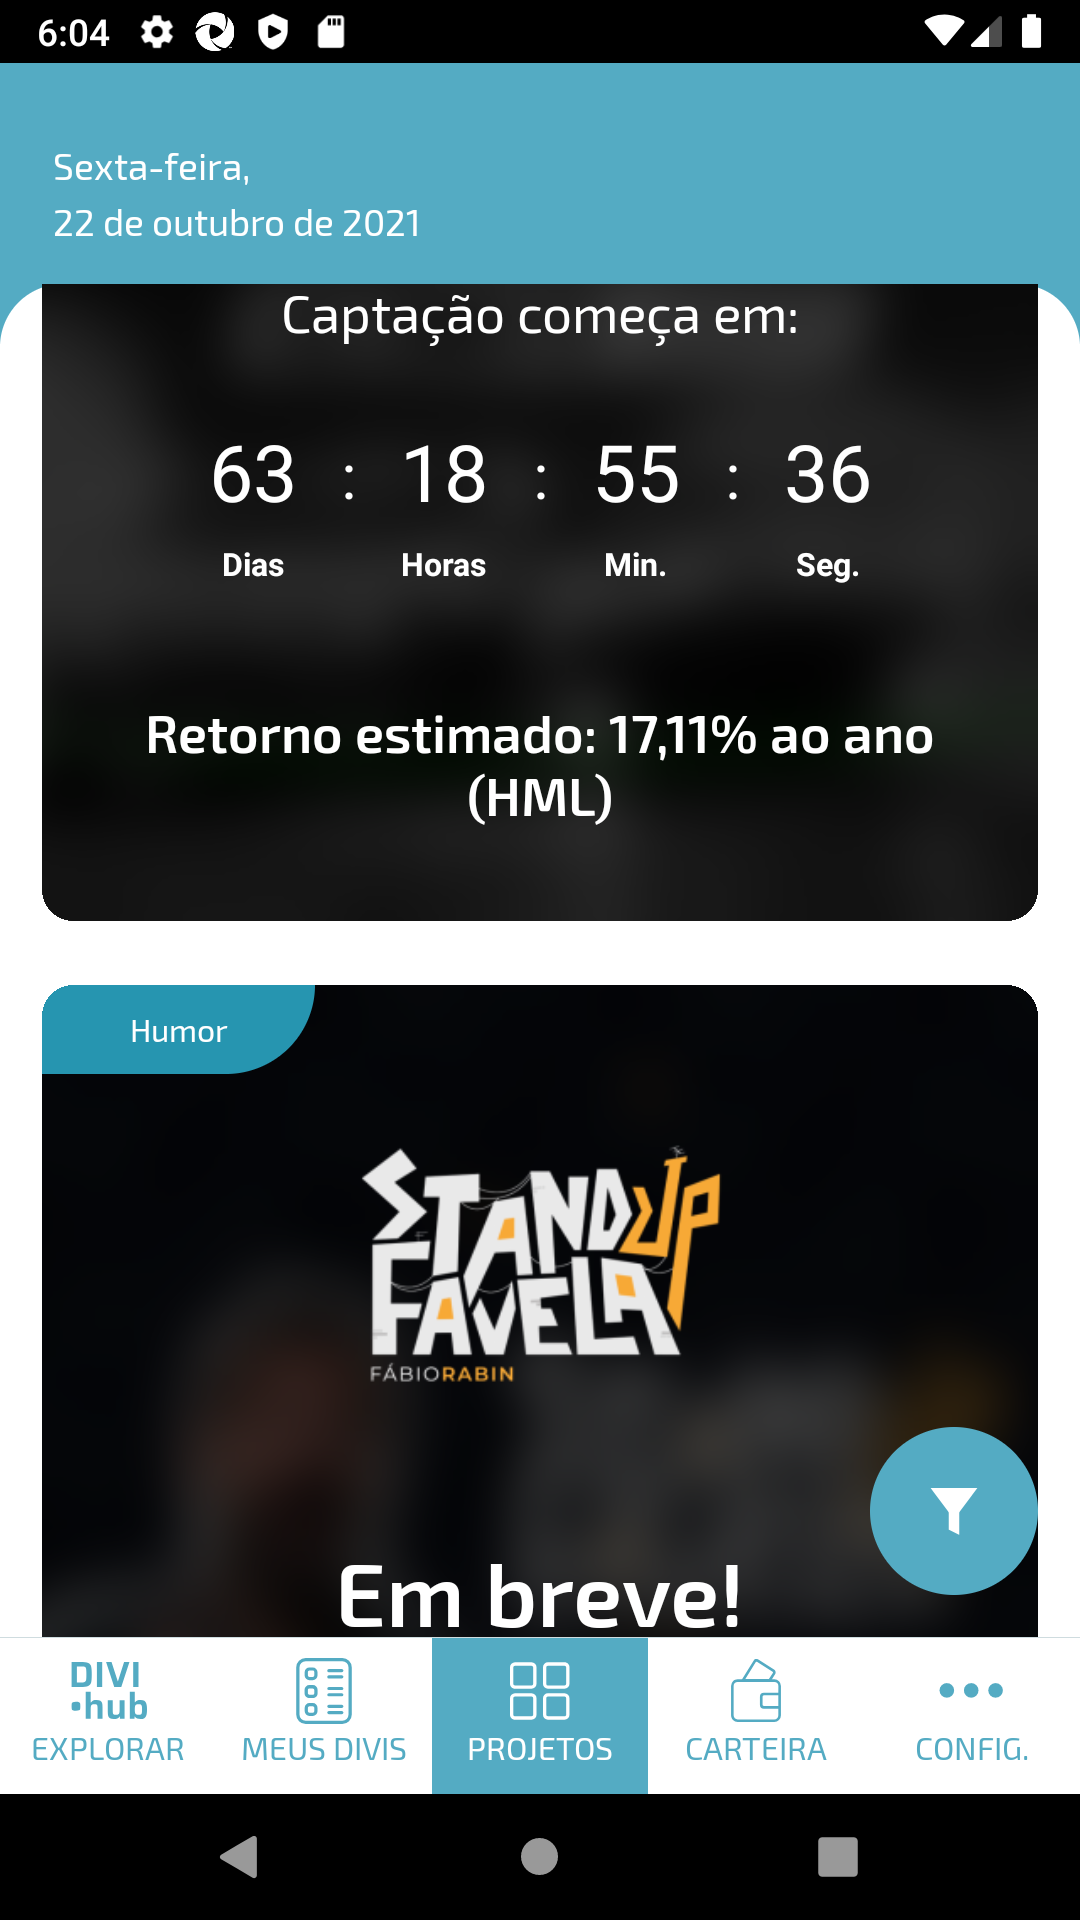 6:04
Sexta-feira,
22 de outubro de 2021
Captação começa em:
63 : 18 : 55 : 36
Dias Horas Min. Seg.
Retorno estimado: 17,11% ao ano
(HML)
Humor
STANDUP
FAVELA
FÁBIORABIN
Em breve!
DIVI
hub
EXPLORAR MEUS DIVIS PROJETOS CARTEIRA CONFIG.